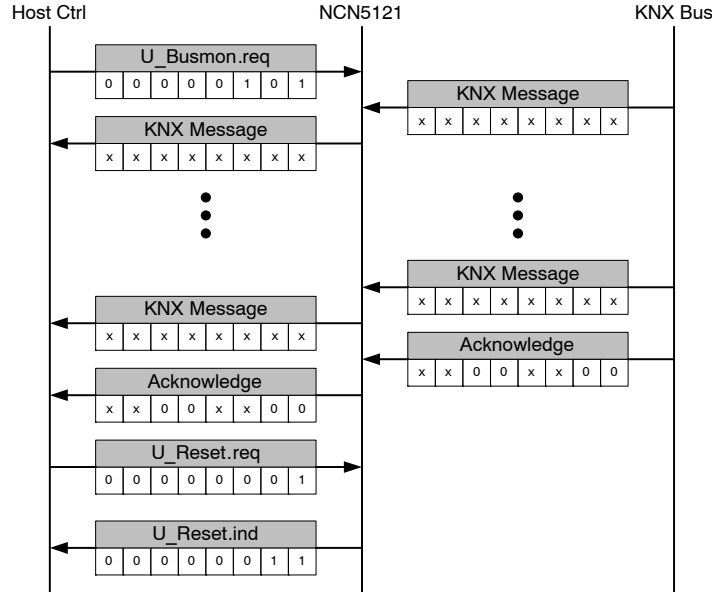 Host Ctrl NCN5121 KNX Bus
U_Busmon.req
0 0 0 0 0 1 0 1
KNX Message
x x x x x x x x
KNX Message
x x x x x x x x
KNX Message
x x x x x x x x
KNX Message
x x x x x x x x
Acknowledge
x x 0 0 x x 0 0
Acknowledge
x x 0 0 x x 0 0
U_Reset.req
0 0 0 0 0 0 0 1
U_Reset.ind
0 0 0 0 0 0 1 1